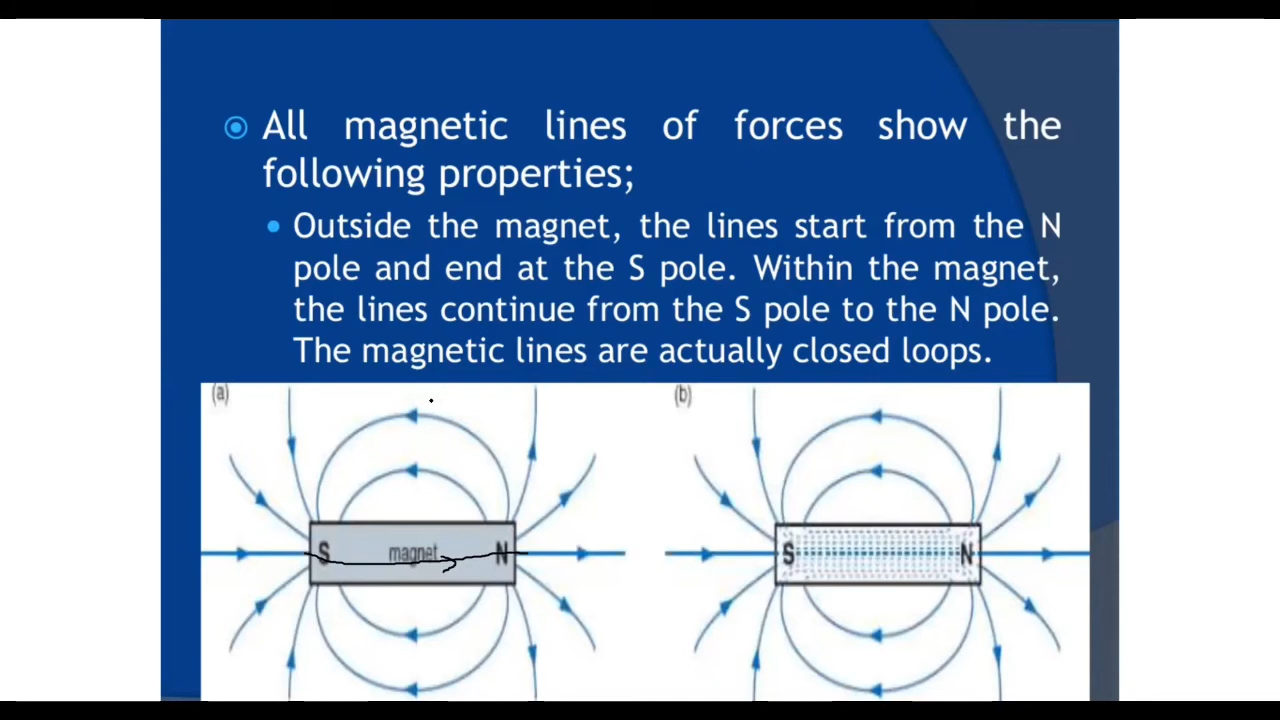 All magnetic lines of forces show the
following properties;
Outside the magnet, the lines start from the N
pole and end at the S pole. Within the magnet,
the lines continue from the S pole to the N pole.
The magnetic lines are actually closed loops.
(a) (b)
S magnet N S N